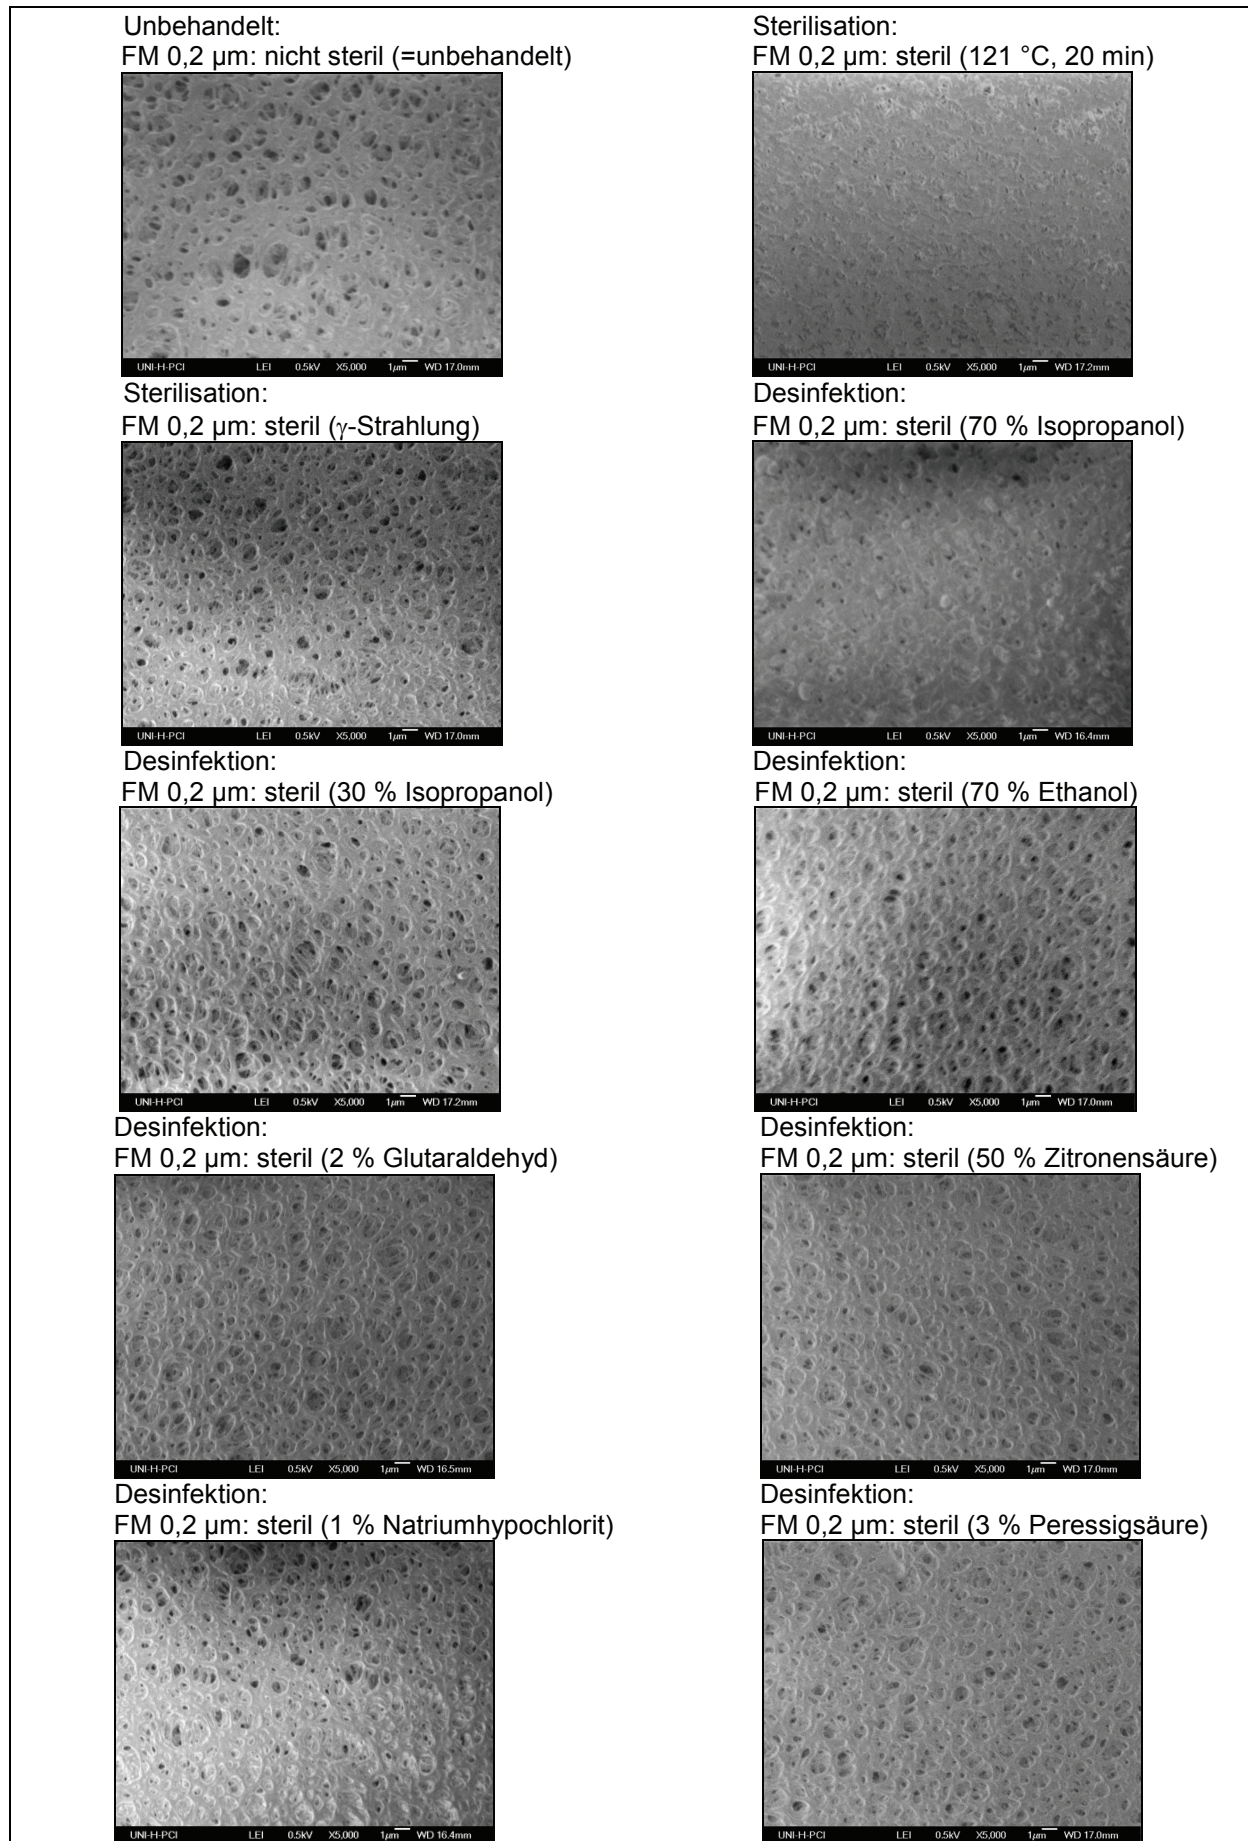 Unbehandelt:
FM 0,2 µm: nicht steril (=unbehandelt)
UNI-H-PCI LEI 0.5kV X5,000 1µm WD 17.0mm
Sterilisation:
FM 0,2 µm: steril (121 °C, 20 min)
UNI-H-PCI LEI 0.5kV X5,000 1µm WD 17.2mm
Sterilisation:
FM 0,2 µm: steril (γ-Strahlung)
UNI-H-PCI LEI 0.5kV X5,000 1µm WD 17.0mm
Desinfektion:
FM 0,2 µm: steril (70 % Isopropanol)
UNI-H-PCI LEI 0.5kV X5,000 1µm WD 16.4mm
Desinfektion:
FM 0,2 µm: steril (30 % Isopropanol)
UNI-H-PCI LEI 0.5kV X5,000 1µm WD 17.2mm
Desinfektion:
FM 0,2 µm: steril (70 % Ethanol)
UNI-H-PCI LEI 0.5kV X5,000 1µm WD 17.0mm
Desinfektion:
FM 0,2 µm: steril (2 % Glutaraldehyd)
UNI-H-PCI LEI 0.5kV X5,000 1µm WD 16.5mm
Desinfektion:
FM 0,2 µm: steril (50 % Zitronensäure)
UNI-H-PCI LEI 0.5kV X5,000 1µm WD 17.0mm
Desinfektion:
FM 0,2 µm: steril (1 % Natriumhypochlorit)
UNI-H-PCI LEI 0.5kV X5,000 1µm WD 16.4mm
Desinfektion:
FM 0,2 µm: steril (3 % Peressigsäure)
UNI-H-PCI LEI 0.5kV X5,000 1µm WD 17.0mm